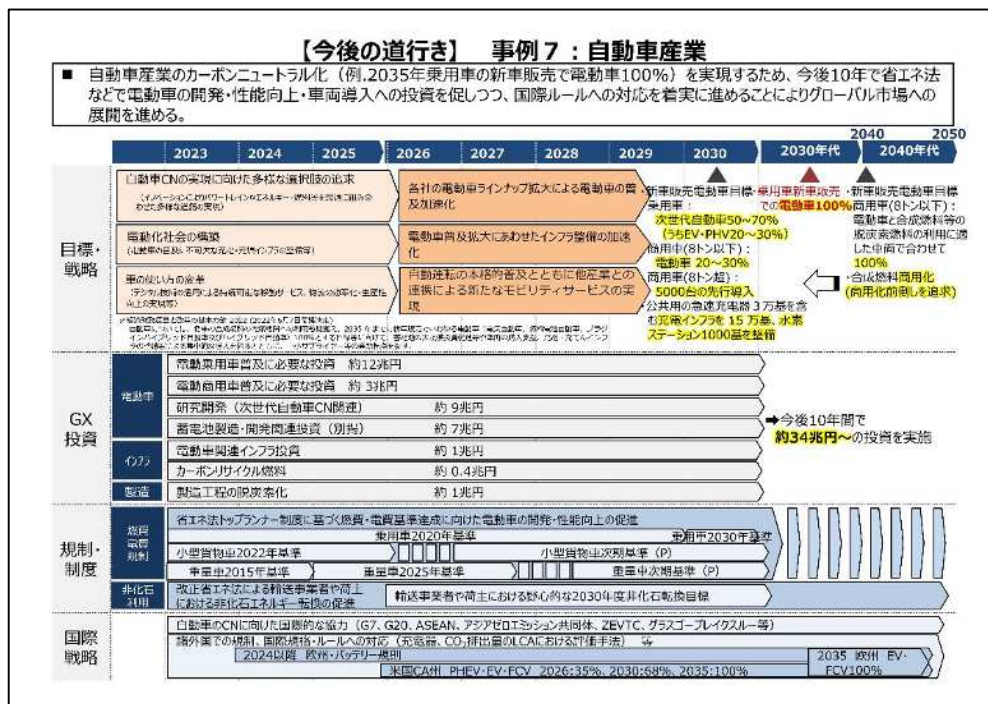 【今後の道行き】 事例7：自動車産業
■ 自動車産業のカーボンニュートラル化（例.2035年乗用車の新車販売で電動車100%）を実現するため、今後10年で省エネ法
などで電動車の開発・性能向上・車両導入への投資を促しつつ、国際ルールへの対応を着実に進めることによりグローバル市場への
展開を進める。
2023 2024 2025 2026 2027 2028 2029 2030 2030年代 2040 2040年代 2050
目標・
戦略
自動車CNの実現に向けた多様な選択肢の追求
電動化社会の構築
車の使い方の変革
向上の実現等)
各社の電動車ラインナップ拡大による電動車の普
及加速化
電動車普及拡大にあわせたインフラ整備の加速
化
自動運転の本格的普及とともに他産業との
連携による新たなモビリティサービスの実
現
・新車販売電動車目標
乗用車：
次世代自動車50~70%
（うちEV・PHV20~30%）
商用車(8トン以下)：
電動車 20~30%
商用車(8トン超)：
5000台の先行導入
・公共用の急速充電器3万基を含
む充電インフラを15万基、水素
ステーション1000基を整備
・乗用車新車販売
での電動車100%
・新車販売電動車目標
商用車(8トン以下)：
電動車と合成燃料等の
脱炭素燃料の利用に適
した車両で合わせて
100%
・合成燃料商用化
(商用化前倒しを追求)
GX
投資
電動車
電動乗用車普及に必要な投資 約12兆円
電動商用車普及に必要な投資 約 3兆円
研究開発（次世代自動車CN関連） 約 9兆円
蓄電池製造・開発関連投資（別掲） 約 7兆円
インフラ
電動車関連インフラ投資 約 1兆円
カーボンリサイクル燃料 約 0.4兆円
製造
製造工程の脱炭素化 約 1兆円
➡今後10年間で
約34兆円~の投資を実施
規制・
制度
燃費
電費
規制
省エネ法トップランナー制度に基づく燃費・電費基準達成に向けた電動車の開発・性能向上の促進
乗用車2020年基準 乗用車2030年基準
小型貨物車2022年基準 小型貨物車次期基準（P）
重量車2015年基準 重量車2025年基準 重量車次期基準（P）
非化石
利用
改正省エネ法による輸送事業者や荷主
における非化石エネルギー転換の促進
輸送事業者や荷主における野心的な2030年度非化石転換目標
国際
戦略
自動車のCNに向けた国際的な協力（G7、G20、ASEAN、アジアゼロエミッション共同体、ZEVTC、グラスゴーブレイクスルー等）
諸外国での規制、国際規格・ルールへの対応（充電器、CO₂排出量のLCAにおける評価手法） 等
2024以降 欧州・バッテリー規則
米国CA州 PHEV・EV・FCV 2026:35%、2030:68%、2035:100%
2035 欧州 EV・
FCV100%